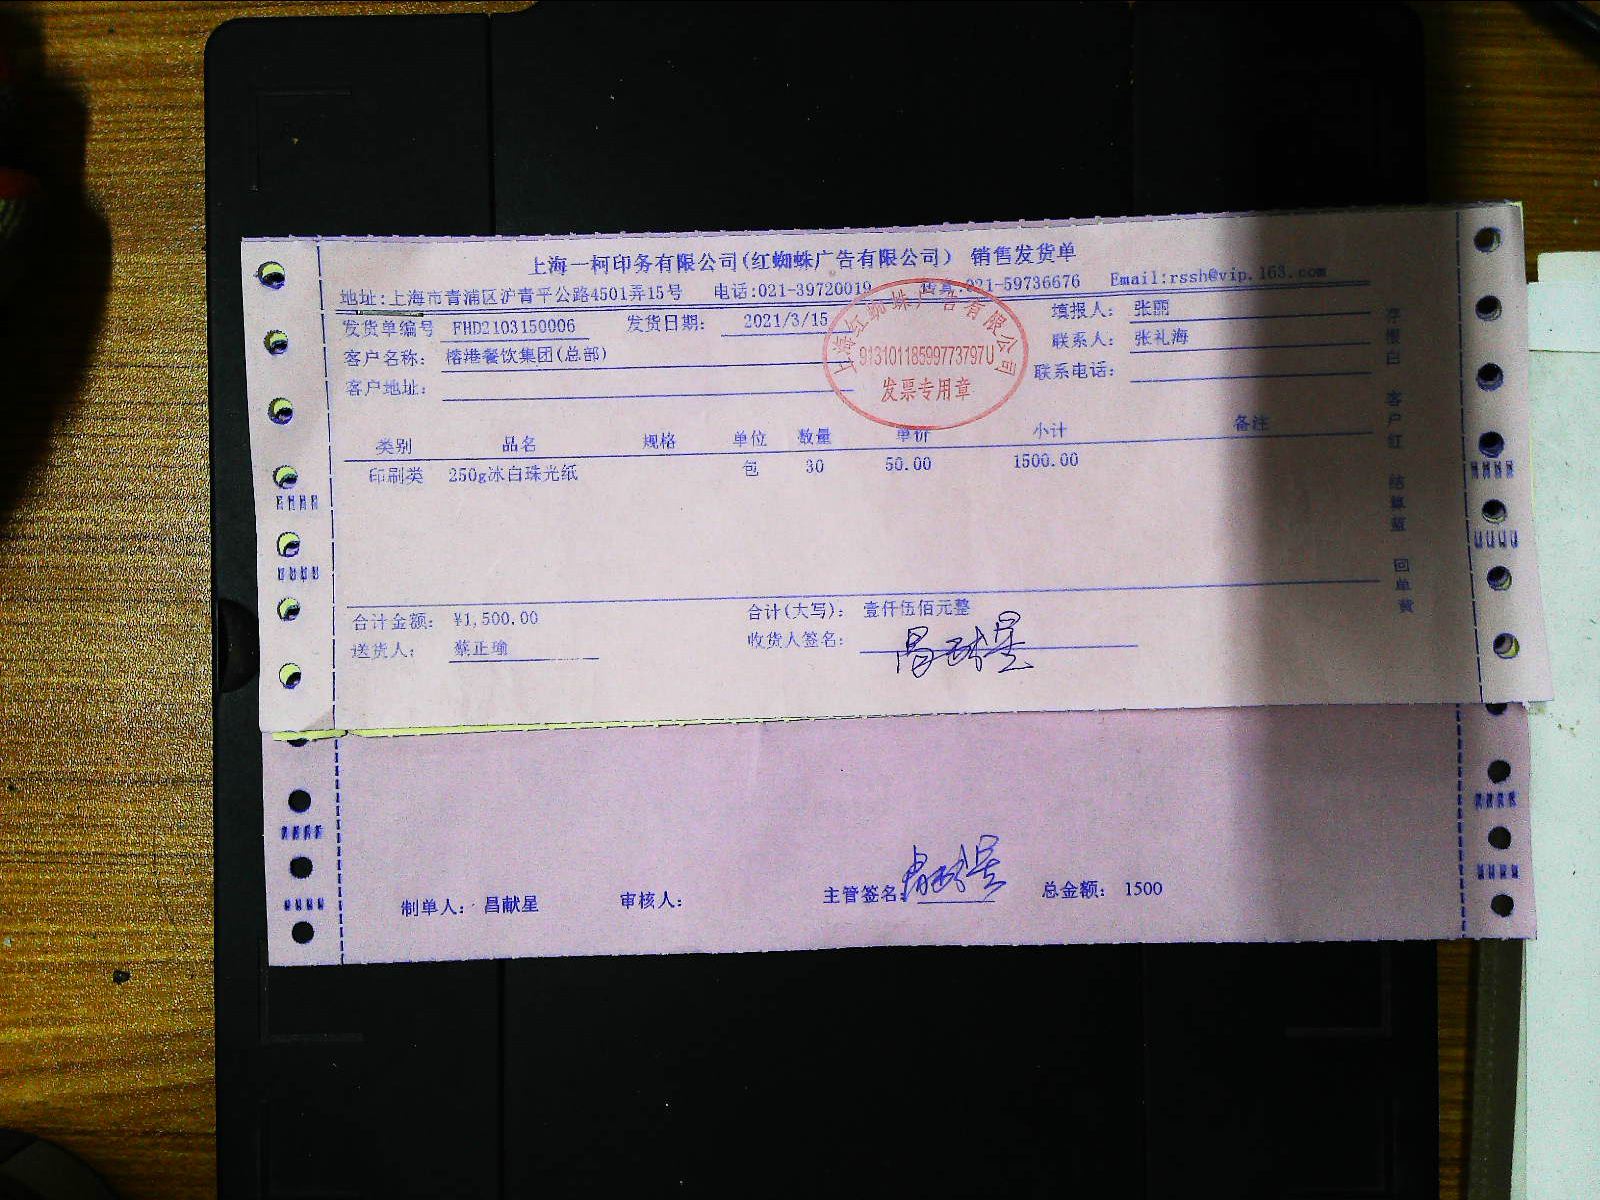 上海一柯印务有限公司(红蜘蛛广告有限公司) 销售发货单
地址:上海市青浦区沪青平公路4501弄15号 电话:021-39720019 传真:021-59736676 Email:rssh@vip.163.com
发货单编号 FHD2103150006 发货日期: 2021/3/15 填报人: 张丽
客户名称: 榕港餐饮集团(总部) 联系人: 张礼海
客户地址: 联系电话:
上海红蜘蛛广告有限公司
91310118599773797U
发票专用章
类别 品名 规格 单位 数量 单价 小计 备注
印刷类 250g冰白珠光纸 包 30 50.00 1500.00
存根白 客户红 结算蓝 回单黄
合计金额: ¥1,500.00 合计(大写): 壹仟伍佰元整
送货人: 蔡正瑜 收货人签名: 昌献星
制单人: 昌献星 审核人: 主管签名: 昌献星 总金额: 1500